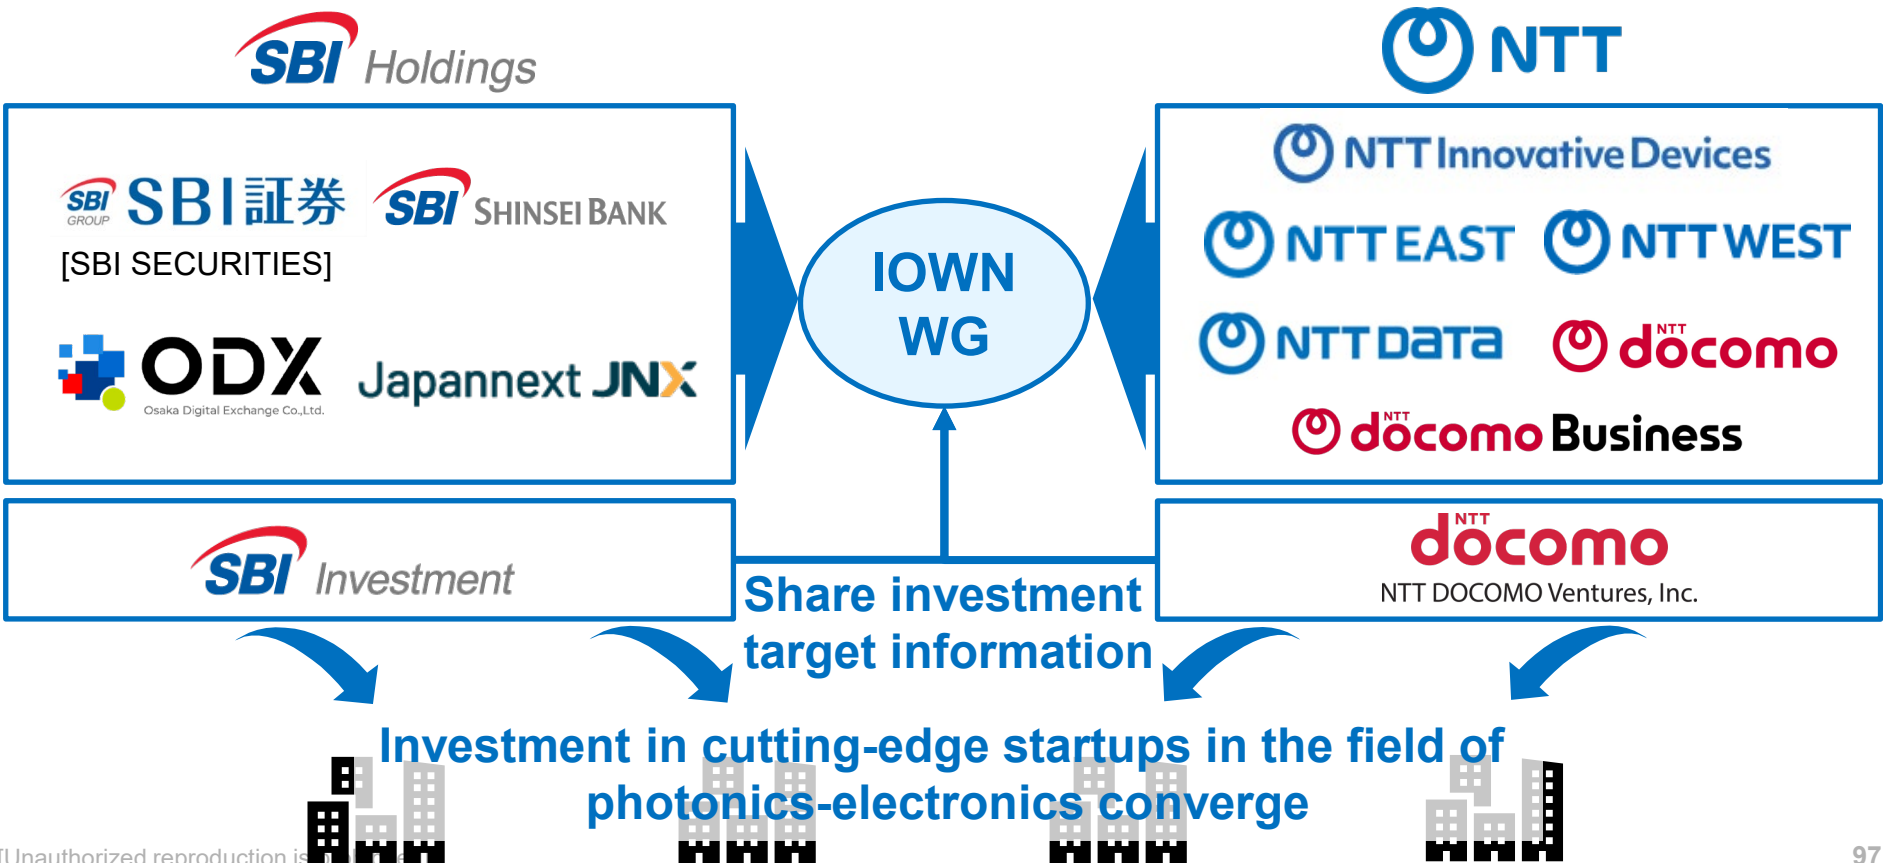 SBI Holdings
NTT
SBI GROUP SBI証券
SBI SHINSEI BANK
[SBI SECURITIES]
ODX
Osaka Digital Exchange Co.,Ltd.
Japannext JNX
IOWN
WG
NTT Innovative Devices
NTT EAST
NTT WEST
NTT DATA
NTT docomo
NTT docomo Business
SBI Investment
NTT docomo
NTT DOCOMO Ventures, Inc.
Share investment
target information
Investment in cutting-edge startups in the field of
photonics-electronics converge
[Unauthorized reproduction is
97